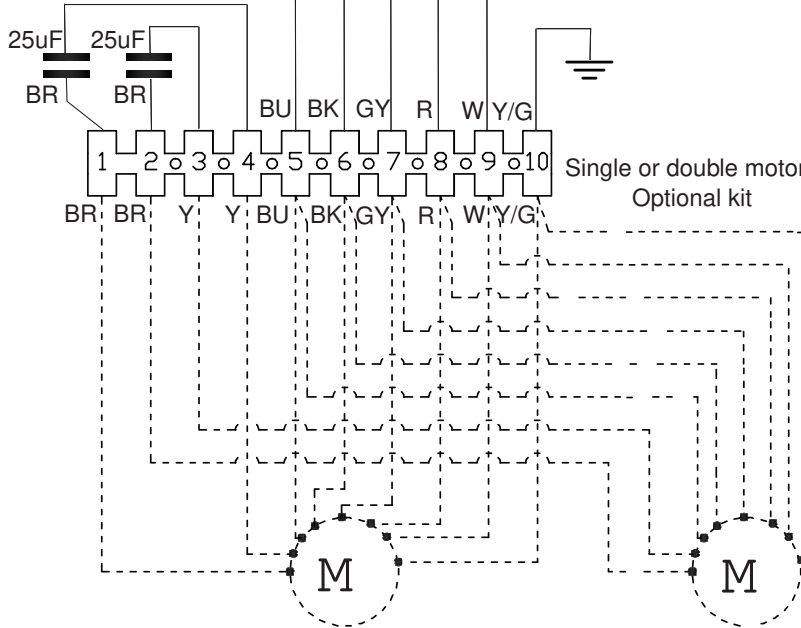 25uF 25uF
BR BR BU BK GY R W Y/G
1 2 3 4 5 6 7 8 9 10
Single or double motor
Optional kit
BR BR Y Y BU BK GY R W Y/G
M M